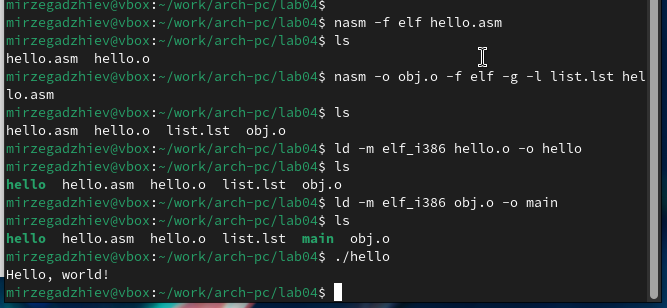 mirzegadzhiev@vbox:~/work/arch-pc/lab04$
mirzegadzhiev@vbox:~/work/arch-pc/lab04$ nasm -f elf hello.asm
mirzegadzhiev@vbox:~/work/arch-pc/lab04$ ls
hello.asm  hello.o
mirzegadzhiev@vbox:~/work/arch-pc/lab04$ nasm -o obj.o -f elf -g -l list.lst hel
lo.asm
mirzegadzhiev@vbox:~/work/arch-pc/lab04$ ls
hello.asm  hello.o  list.lst  obj.o
mirzegadzhiev@vbox:~/work/arch-pc/lab04$ ld -m elf_i386 hello.o -o hello
mirzegadzhiev@vbox:~/work/arch-pc/lab04$ ls
hello  hello.asm  hello.o  list.lst  obj.o
mirzegadzhiev@vbox:~/work/arch-pc/lab04$ ld -m elf_i386 obj.o -o main
mirzegadzhiev@vbox:~/work/arch-pc/lab04$ ls
hello  hello.asm  hello.o  list.lst  main  obj.o
mirzegadzhiev@vbox:~/work/arch-pc/lab04$ ./hello
Hello, world!
mirzegadzhiev@vbox:~/work/arch-pc/lab04$